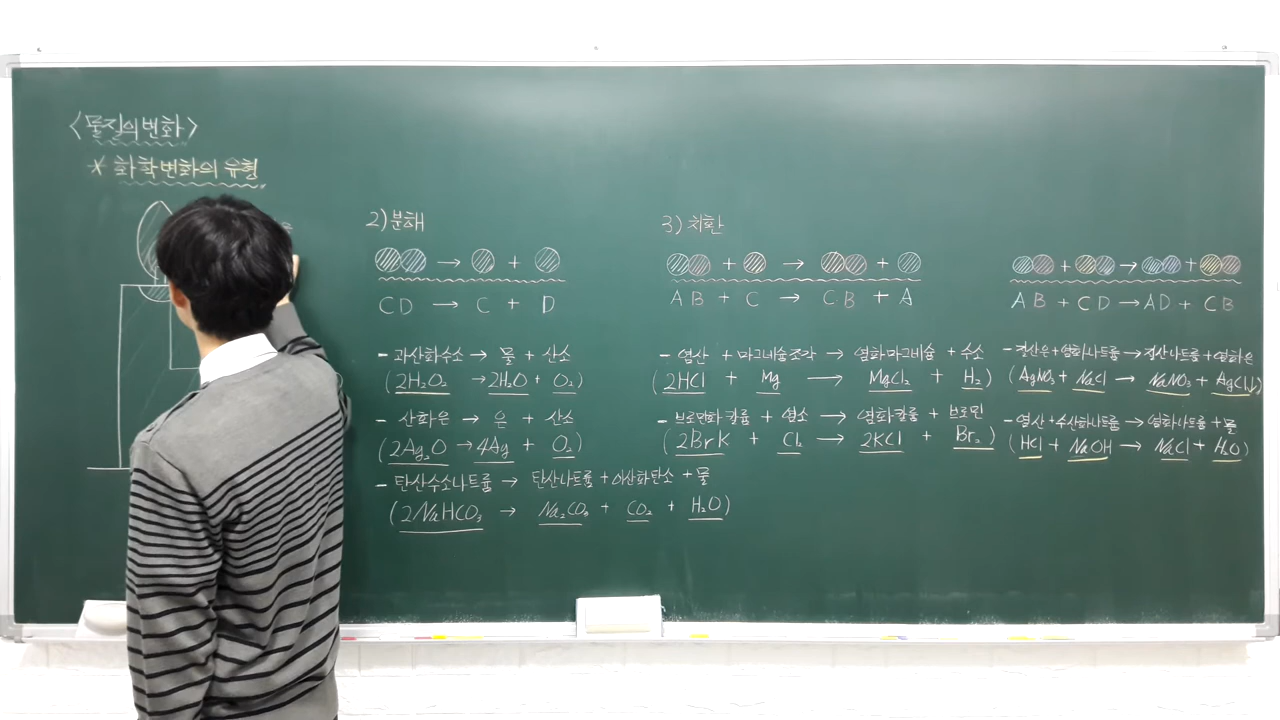 <물질의 변화>
* 화학변화의 유형
2) 분해
CD → C + D
- 과산화수소 → 물 + 산소
(2H₂O₂ → 2H₂O + O₂)
- 산화은 → 은 + 산소
(2Ag₂O → 4Ag + O₂)
- 탄산수소나트륨 → 탄산나트륨 + 이산화탄소 + 물
(2NaHCO₃ → Na₂CO₃ + CO₂ + H₂O)
3) 치환
AB + C → CB + A
- 염산 + 마그네슘조각 → 염화마그네슘 + 수소
(2HCl + Mg → MgCl₂ + H₂)
- 브로민화칼륨 + 염소 → 염화칼륨 + 브로민
(2BrK + Cl₂ → 2KCl + Br₂)
AB + CD → AD + CB
- 질산은 + 염화나트륨 → 질산나트륨 + 염화은
(AgNO₃ + NaCl → NaNO₃ + AgCl↓)
- 염산 + 수산화나트륨 → 염화나트륨 + 물
(HCl + NaOH → NaCl + H₂O)